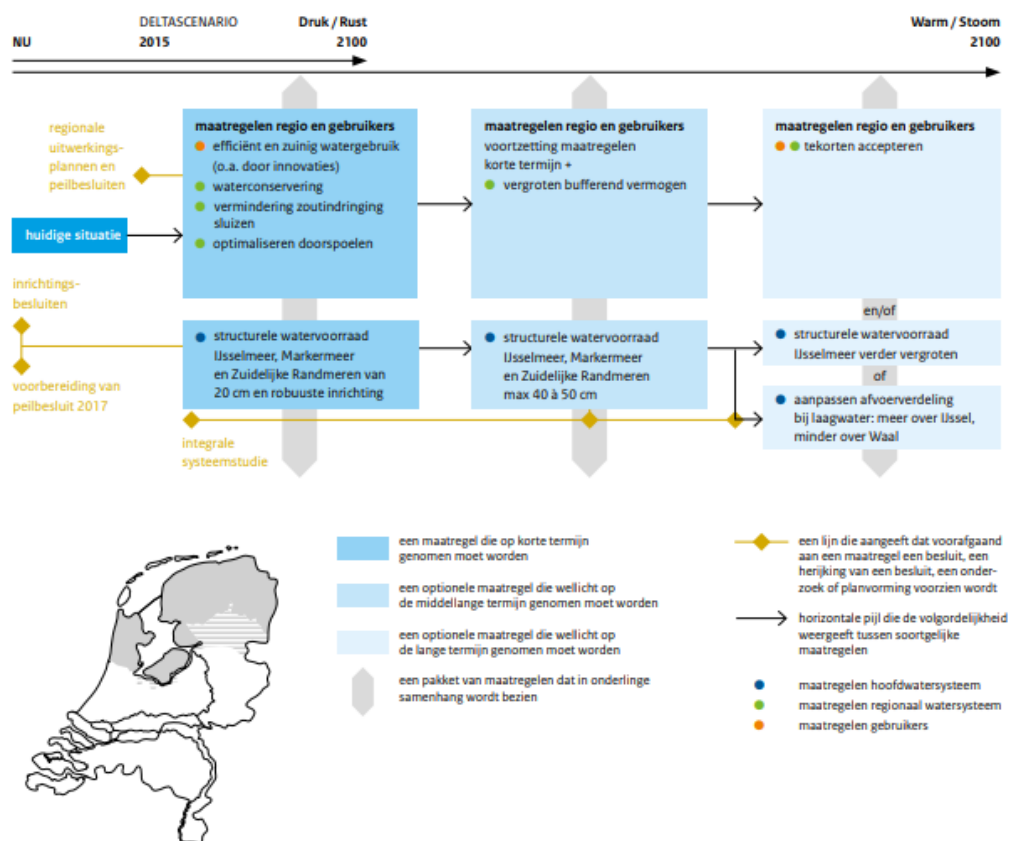 DELTASCENARIO
Druk / Rust
Warm / Stoom
NU
2015
2100
2100
regionale
uitwerkings-
plannen en
peilbesluiten
maatregelen regio en gebruikers
efficiënt en zuinig watergebruik
(o.a. door innovaties)
waterconservering
vermindering zoutindringing
sluizen
optimaliseren doorspoelen
maatregelen regio en gebruikers
voortzetting maatregelen
korte termijn +
vergroten bufferend vermogen
maatregelen regio en gebruikers
tekorten accepteren
huidige situatie
inrichtings-
besluiten
voorbereiding van
peilbesluit 2017
structurele watervoorraad
IJsselmeer, Markermeer
en Zuidelijke Randmeren van
20 cm en robuuste inrichting
structurele watervoorraad
IJsselmeer, Markermeer
en Zuidelijke Randmeren
max 40 à 50 cm
en/of
structurele watervoorraad
IJsselmeer verder vergroten
of
aanpassen afvoerverdeling
bij laagwater: meer over IJssel,
minder over Waal
integrale
systeemstudie
een maatregel die op korte termijn
genomen moet worden
een optionele maatregel die wellicht op
de middellange termijn genomen moet worden
een optionele maatregel die wellicht op
de lange termijn genomen moet worden
een pakket van maatregelen dat in onderlinge
samenhang wordt bezien
een lijn die aangeeft dat voorafgaand
aan een maatregel een besluit, een
herijking van een besluit, een onder-
zoek of planvorming voorzien wordt
horizontale pijl die de volgordelijkheid
weergeeft tussen soortgelijke
maatregelen
maatregelen hoofdwatersysteem
maatregelen regionaal watersysteem
maatregelen gebruikers